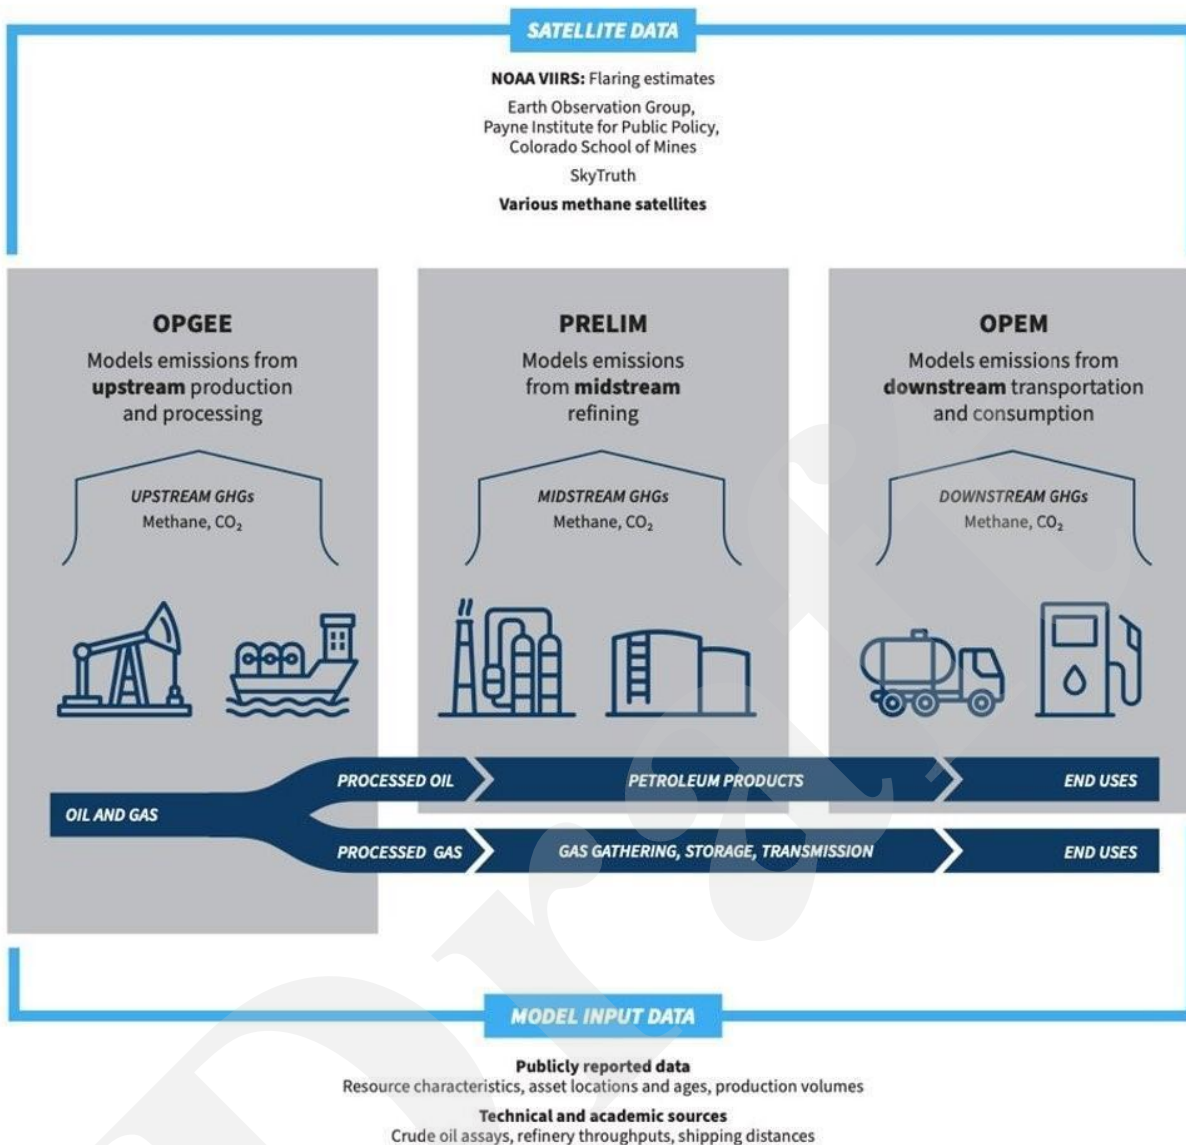 SATELLITE DATA
NOAA VIIRS: Flaring estimates
Earth Observation Group,
Payne Institute for Public Policy,
Colorado School of Mines
SkyTruth
Various methane satellites
OPGEE
Models emissions from
upstream production
and processing
UPSTREAM GHGs
Methane, CO₂
PRELIM
Models emissions
from midstream
refining
MIDSTREAM GHGs
Methane, CO₂
OPEM
Models emissions from
downstream transportation
and consumption
DOWNSTREAM GHGs
Methane, CO₂
OIL AND GAS
PROCESSED OIL
PETROLEUM PRODUCTS
END USES
PROCESSED GAS
GAS GATHERING, STORAGE, TRANSMISSION
END USES
MODEL INPUT DATA
Publicly reported data
Resource characteristics, asset locations and ages, production volumes
Technical and academic sources
Crude oil assays, refinery throughputs, shipping distances
Draft